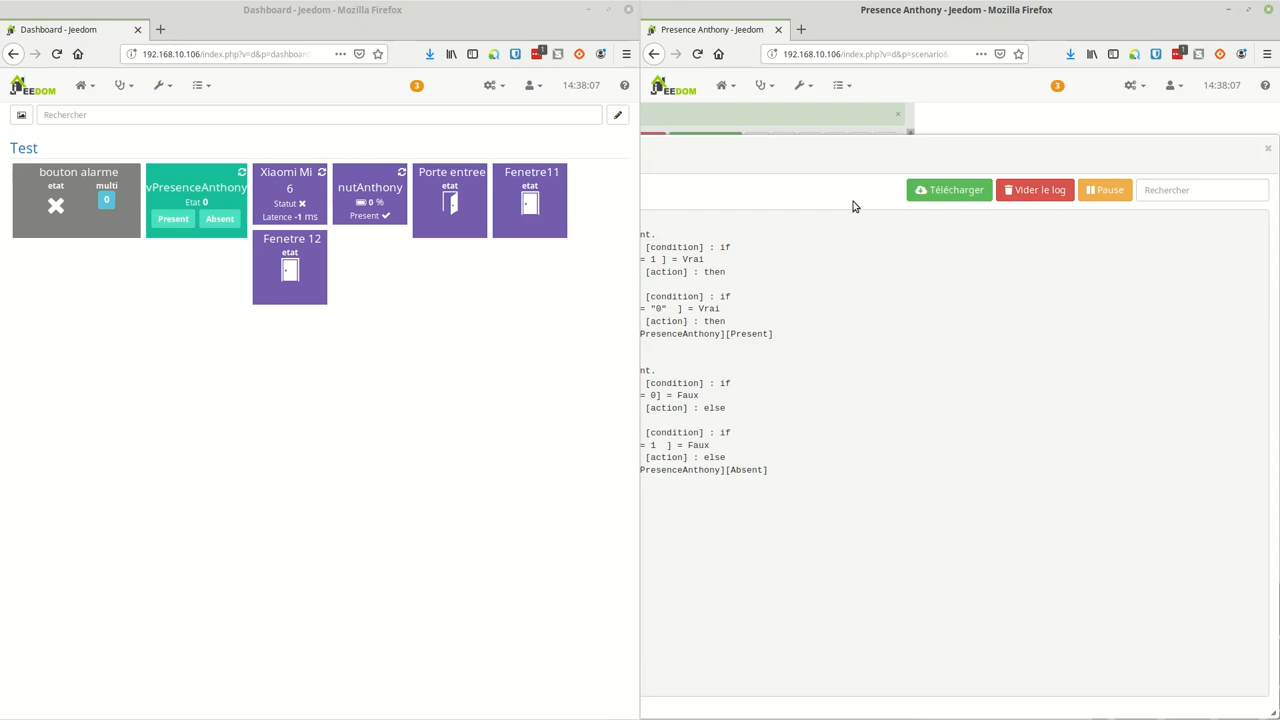 Dashboard - Jeedom - Mozilla Firefox
Dashboard - Jeedom
192.168.10.106/index.php?v=d&p=dashboard
1
JEEDOM
3
14:38:07
Rechercher
Test
bouton alarme
etat
multi
0
vPresenceAnthony
Etat 0
Present
Absent
Xiaomi Mi
6
Statut
Latence -1 ms
nutAnthony
0 %
Present
Porte entree
etat
Fenetre11
etat
Fenetre 12
etat
Presence Anthony - Jeedom - Mozilla Firefox
Presence Anthony - Jeedom
192.168.10.106/index.php?v=d&p=scenario&
1
JEEDOM
3
14:38:07
Télécharger
Vider le log
Pause
Rechercher
nt.
[condition] : if
= 1 ] = Vrai
[action] : then
[condition] : if
= "0"  ] = Vrai
[action] : then
PresenceAnthony][Present]
nt.
[condition] : if
= 0] = Faux
[action] : else
[condition] : if
= 1  ] = Faux
[action] : else
PresenceAnthony][Absent]